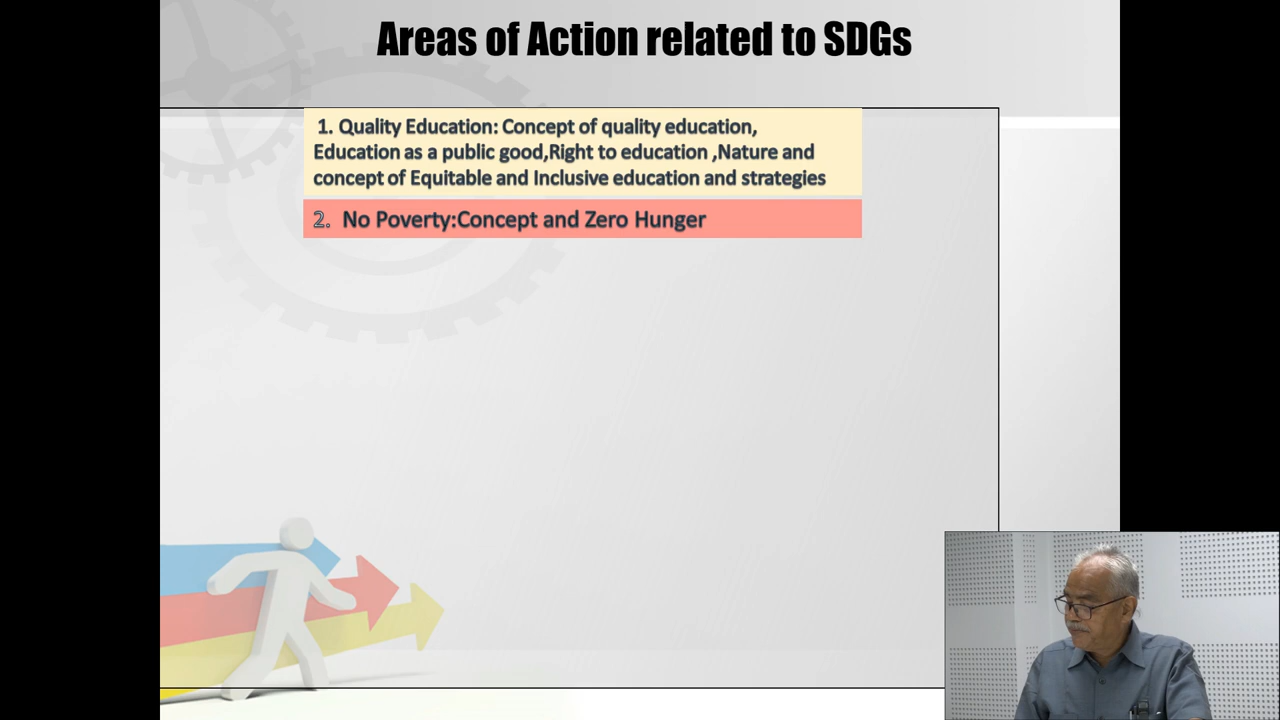 Areas of Action related to SDGs
1. Quality Education: Concept of quality education,
Education as a public good,Right to education ,Nature and
concept of Equitable and Inclusive education and strategies
2. No Poverty:Concept and Zero Hunger